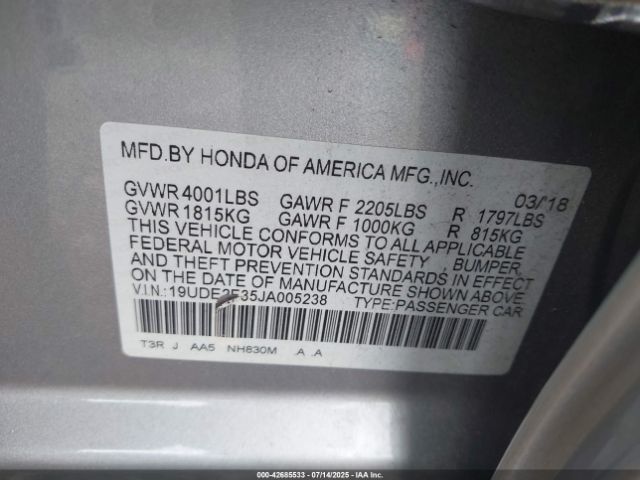 MFD.BY HONDA OF AMERICA MFG.,INC.
03/18
GVWR 4001LBS GAWR F 2205LBS R 1797LBS
GVWR 1815KG GAWR F 1000KG R 815KG
THIS VEHICLE CONFORMS TO ALL APPLICABLE
FEDERAL MOTOR VEHICLE SAFETY , BUMPER,
AND THEFT PREVENTION STANDARDS IN EFFECT
ON THE DATE OF MANUFACTURE SHOWN ABOVE.
V.I.N.:19UDE2F35JA005238 TYPE:PASSENGER CAR
T3R J AA5 NH830M .A .A
000-42685533 - 07/14/2025 - IAA Inc.